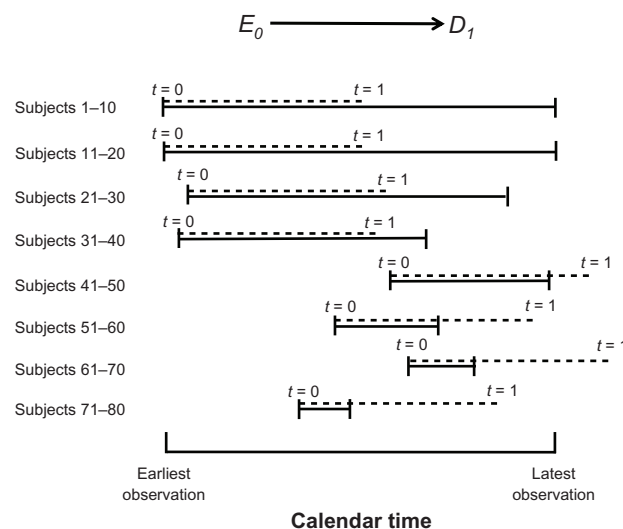 E₀ → D₁
t = 0 t = 1
Subjects 1–10
t = 0 t = 1
Subjects 11–20
t = 0 t = 1
Subjects 21–30
t = 0 t = 1
Subjects 31–40
t = 0 t = 1
Subjects 41–50
t = 0 t = 1
Subjects 51–60
t = 0 t = 1
Subjects 61–70
t = 0 t = 1
Subjects 71–80
Earliest Latest
observation observation
Calendar time